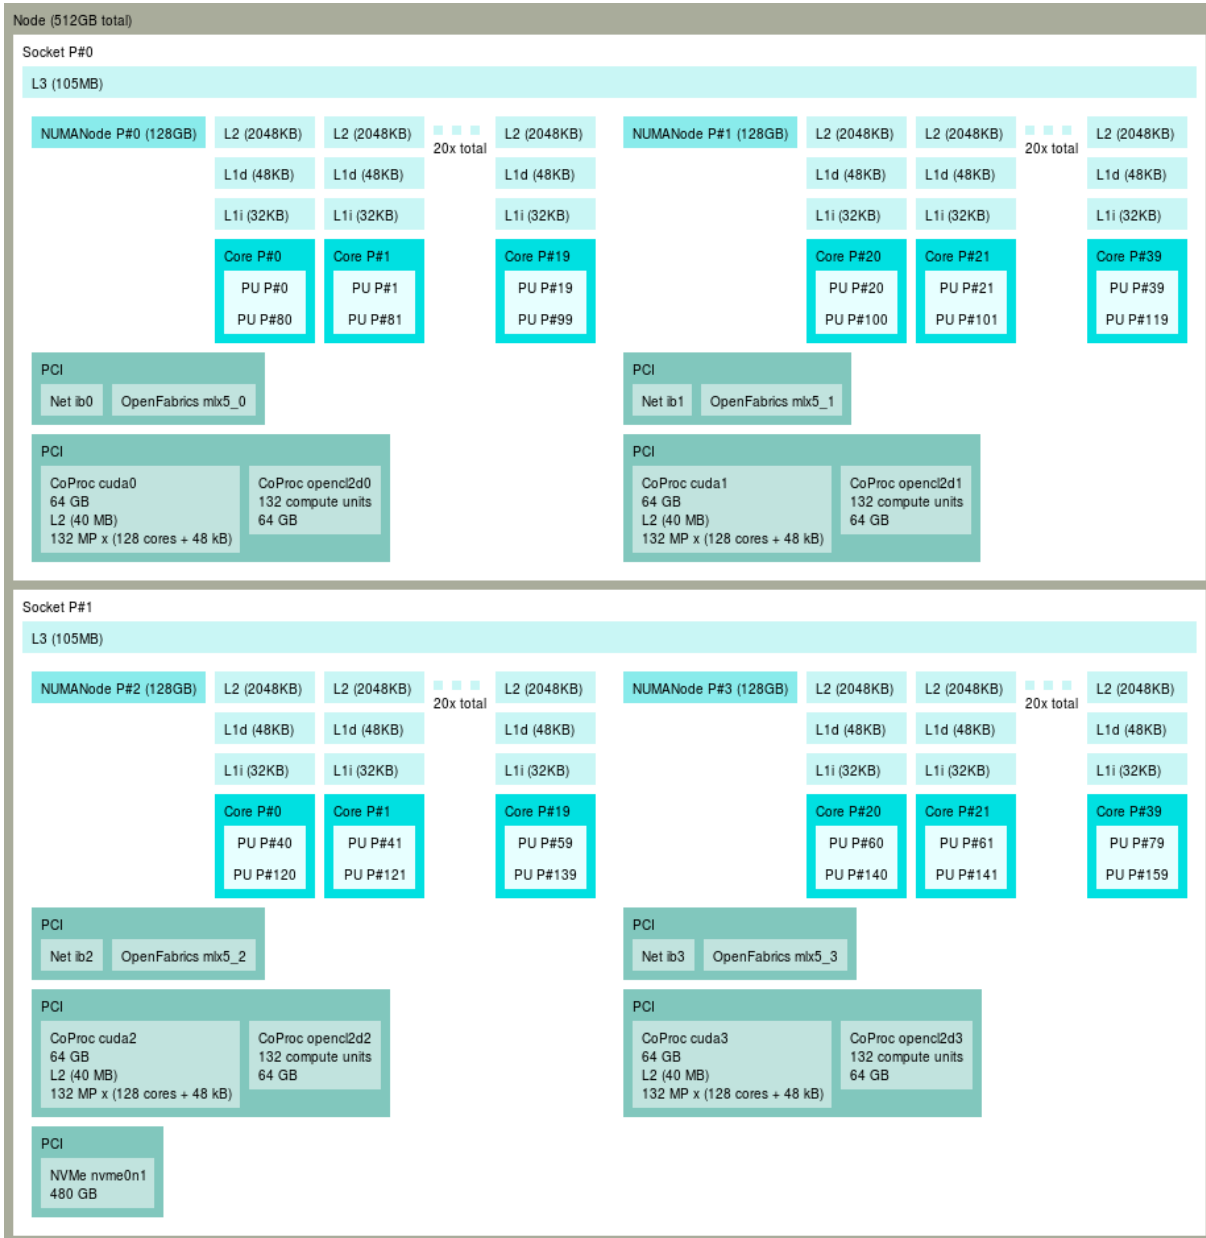 Node (512GB total)
Socket P#0
L3 (105MB)
NUMANode P#0 (128GB) L2 (2048KB) L2 (2048KB) 20x total L2 (2048KB) NUMANode P#1 (128GB) L2 (2048KB) L2 (2048KB) 20x total L2 (2048KB)
L1d (48KB) L1d (48KB) L1d (48KB) L1d (48KB) L1d (48KB) L1d (48KB)
L1i (32KB) L1i (32KB) L1i (32KB) L1i (32KB) L1i (32KB) L1i (32KB)
Core P#0 Core P#1 Core P#19 Core P#20 Core P#21 Core P#39
PU P#0 PU P#1 PU P#19 PU P#20 PU P#21 PU P#39
PU P#80 PU P#81 PU P#99 PU P#100 PU P#101 PU P#119
PCI PCI
Net ib0 OpenFabrics mlx5_0 Net ib1 OpenFabrics mlx5_1
PCI PCI
CoProc cuda0 CoProc opencl2d0 CoProc cuda1 CoProc opencl2d1
64 GB 132 compute units 64 GB 132 compute units
L2 (40 MB) 64 GB L2 (40 MB) 64 GB
132 MP x (128 cores + 48 kB) 132 MP x (128 cores + 48 kB)
Socket P#1
L3 (105MB)
NUMANode P#2 (128GB) L2 (2048KB) L2 (2048KB) 20x total L2 (2048KB) NUMANode P#3 (128GB) L2 (2048KB) L2 (2048KB) 20x total L2 (2048KB)
L1d (48KB) L1d (48KB) L1d (48KB) L1d (48KB) L1d (48KB) L1d (48KB)
L1i (32KB) L1i (32KB) L1i (32KB) L1i (32KB) L1i (32KB) L1i (32KB)
Core P#0 Core P#1 Core P#19 Core P#20 Core P#21 Core P#39
PU P#40 PU P#41 PU P#59 PU P#60 PU P#61 PU P#79
PU P#120 PU P#121 PU P#139 PU P#140 PU P#141 PU P#159
PCI PCI
Net ib2 OpenFabrics mlx5_2 Net ib3 OpenFabrics mlx5_3
PCI PCI
CoProc cuda2 CoProc opencl2d2 CoProc cuda3 CoProc opencl2d3
64 GB 132 compute units 64 GB 132 compute units
L2 (40 MB) 64 GB L2 (40 MB) 64 GB
132 MP x (128 cores + 48 kB) 132 MP x (128 cores + 48 kB)
PCI
NVMe nvme0n1
480 GB